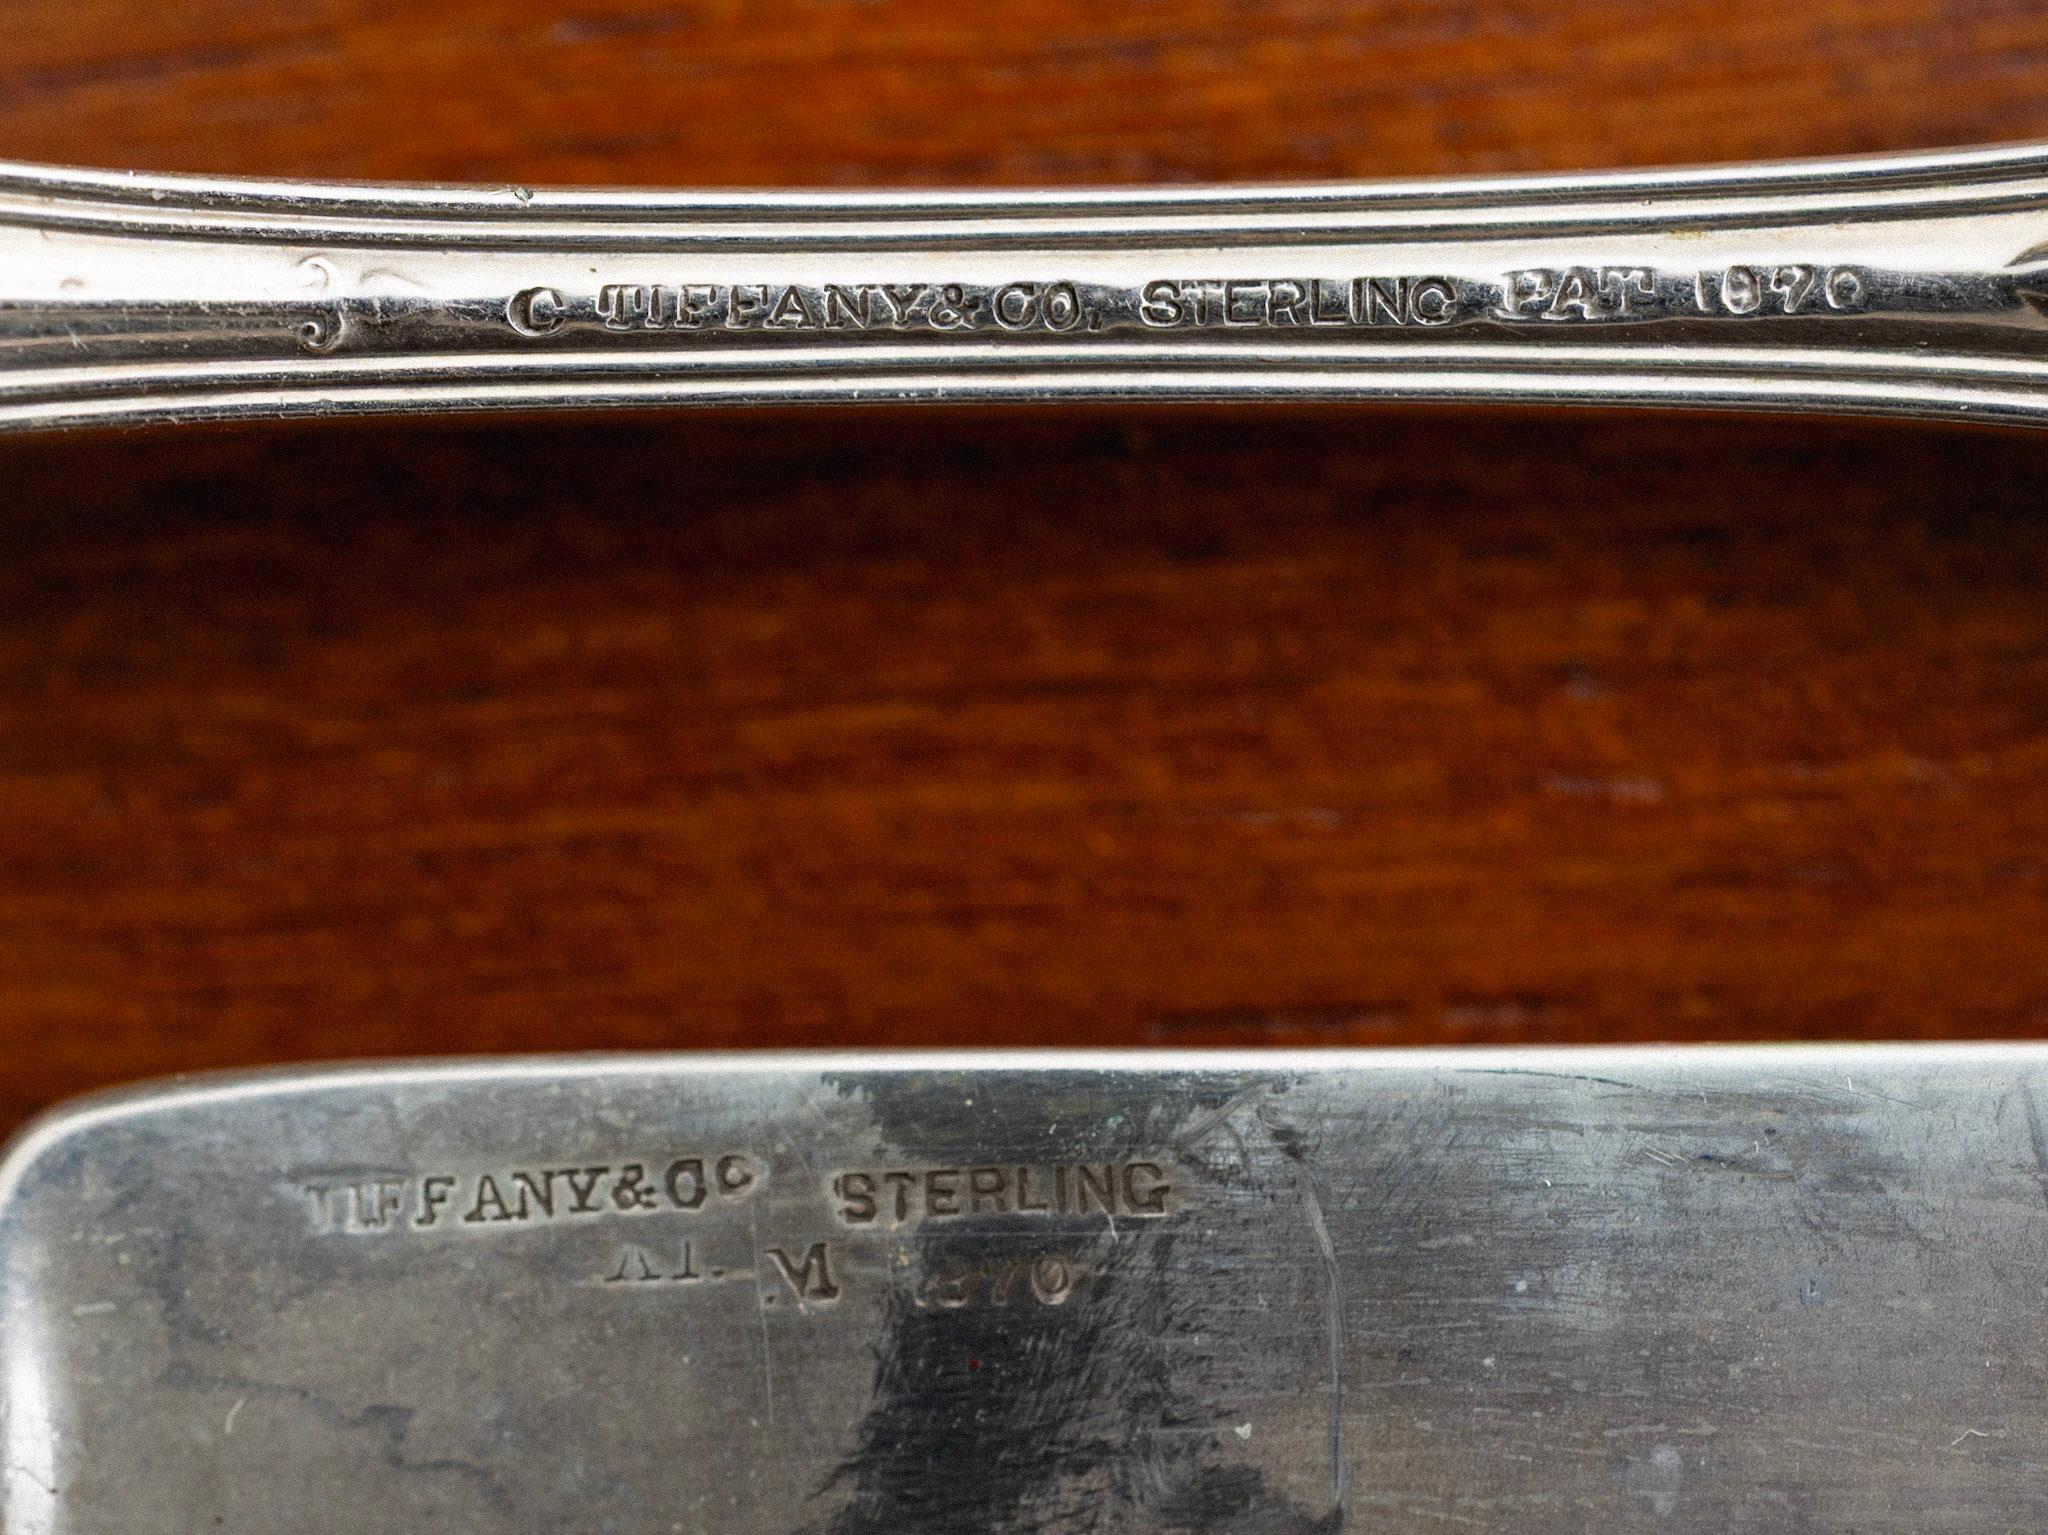 C TIFFANY & CO, STERLING PAT. 1870
TIFFANY & Co STERLING
M 1870